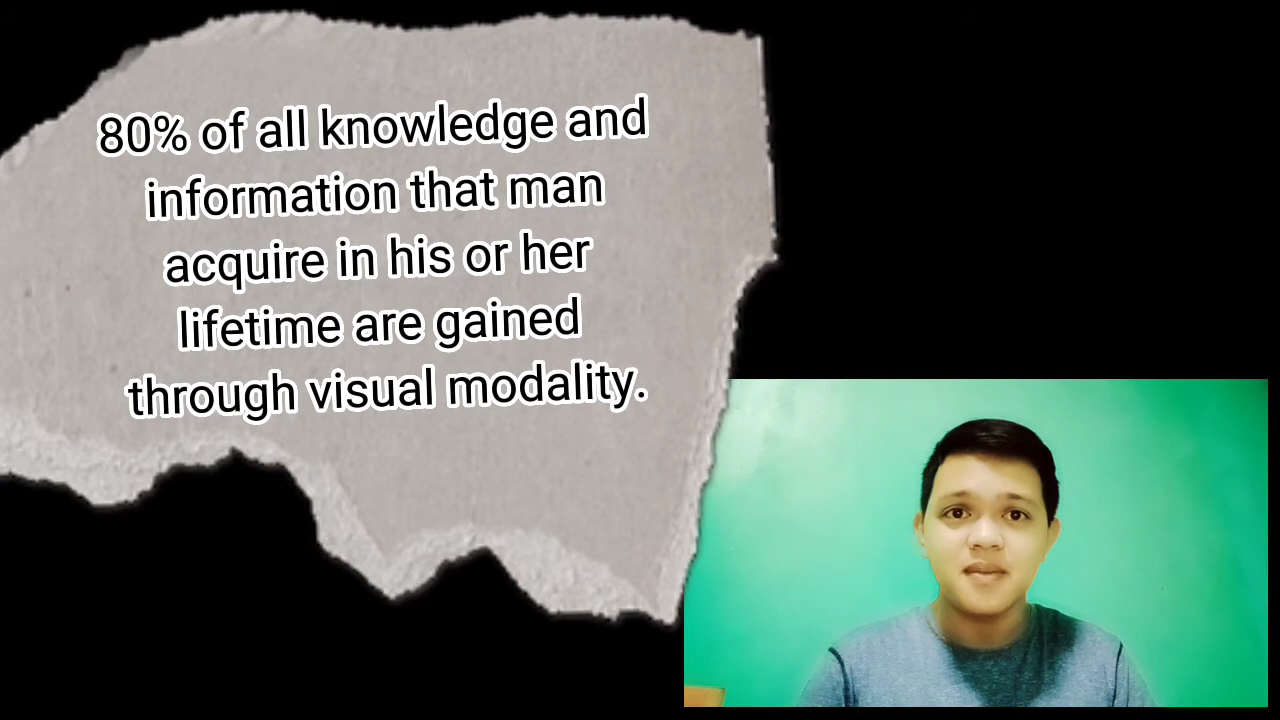 80% of all knowledge and
information that man
acquire in his or her
lifetime are gained
through visual modality.